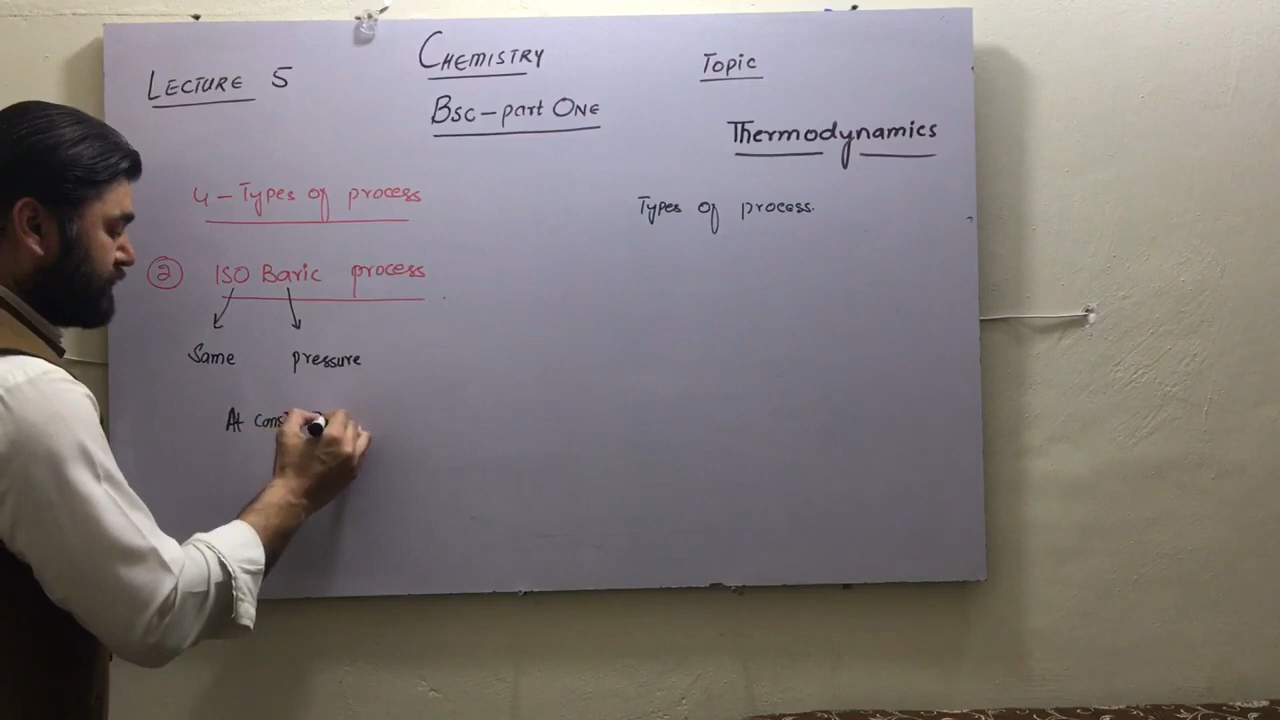 LECTURE 5
CHEMISTRY
Bsc-part ONE
Topic
Thermodynamics
4-Types of process
Types of process.
2 ISO Baric process
Same pressure
At